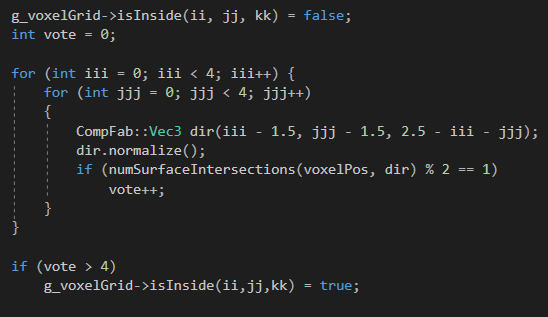 g_voxelGrid->isInside(ii, jj, kk) = false;
int vote = 0;

for (int iii = 0; iii < 4; iii++) {
    for (int jjj = 0; jjj < 4; jjj++)
    {
        CompFab::Vec3 dir(iii - 1.5, jjj - 1.5, 2.5 - iii - jjj);
        dir.normalize();
        if (numSurfaceIntersections(voxelPos, dir) % 2 == 1)
            vote++;
    }
}

if (vote > 4)
    g_voxelGrid->isInside(ii,jj,kk) = true;